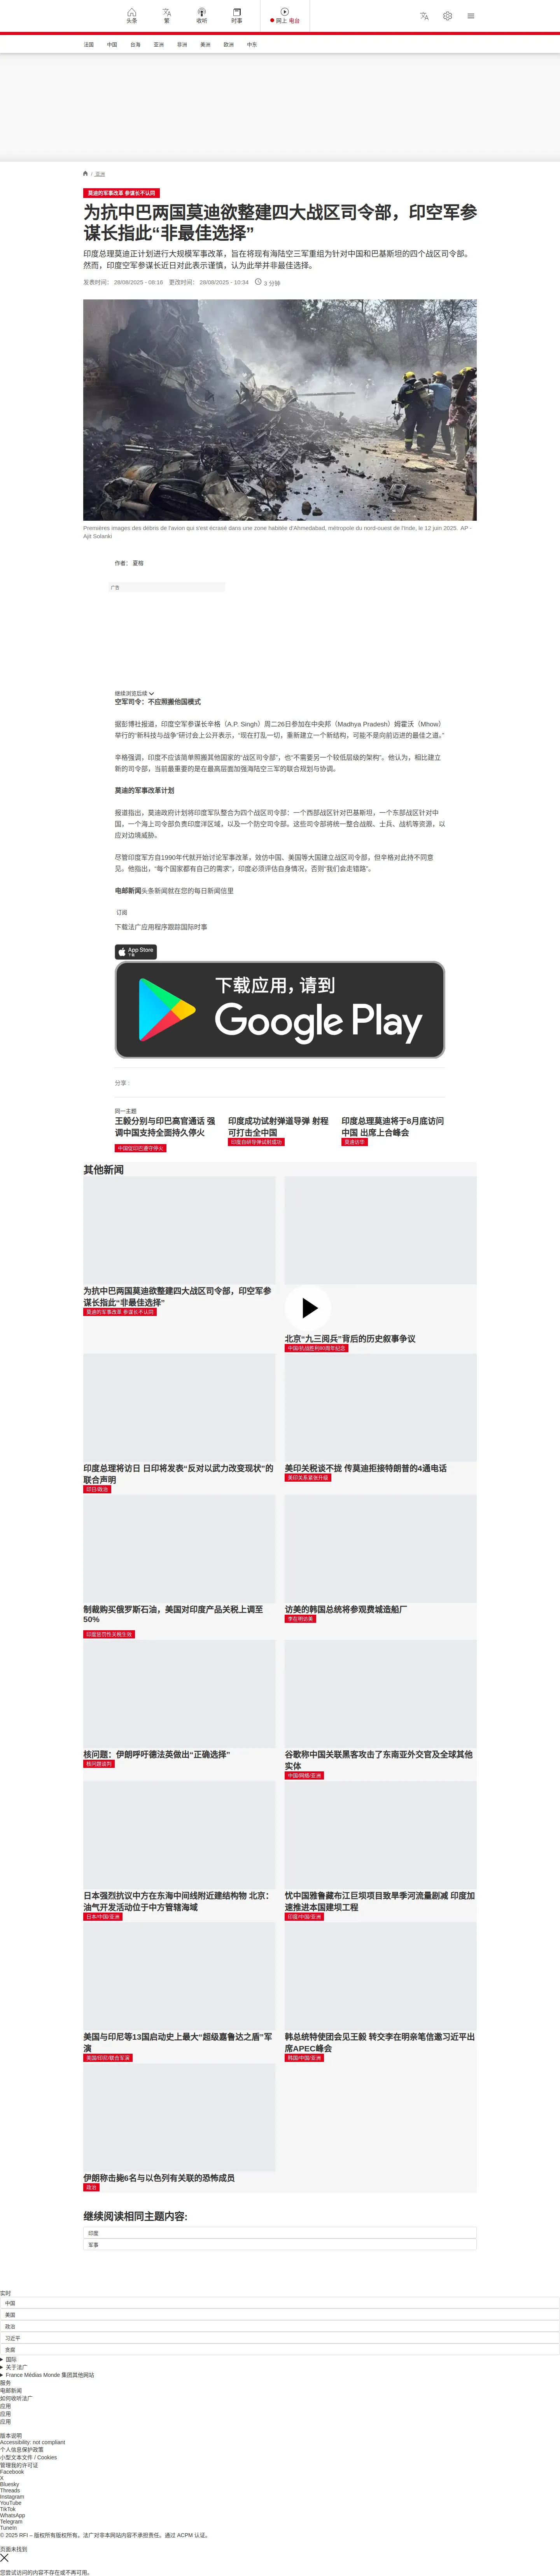 头条
繁
收听
时事
网上 电台
法国
中国
台海
亚洲
非洲
美洲
欧洲
中东
/ 亚洲
莫迪的军事改革 参谋长不认同
为抗中巴两国莫迪欲整建四大战区司令部，印空军参
谋长指此“非最佳选择”
印度总理莫迪正计划进行大规模军事改革，旨在将现有海陆空三军重组为针对中国和巴基斯坦的四个战区司令部。
然而，印度空军参谋长近日对此表示谨慎，认为此举并非最佳选择。
发表时间： 28/08/2025 - 08:16 更改时间： 28/08/2025 - 10:34 3 分钟
Premières images des débris de l'avion qui s'est écrasé dans une zone habitée d'Ahmedabad, métropole du nord-ouest de l'Inde, le 12 juin 2025. AP -
Ajit Solanki
作者： 夏榕
广告
继续浏览后续
空军司令：不应照搬他国模式
据彭博社报道，印度空军参谋长辛格（A.P. Singh）周二26日参加在中央邦（Madhya Pradesh）姆霍沃（Mhow）
举行的“新科技与战争”研讨会上公开表示，“现在打乱一切，重新建立一个新结构，可能不是向前迈进的最佳之道。”
辛格强调，印度不应该简单照搬其他国家的“战区司令部”，也“不需要另一个较低层级的架构”。他认为，相比建立
新的司令部，当前最重要的是在最高层面加强海陆空三军的联合规划与协调。
莫迪的军事改革计划
报道指出，莫迪政府计划将印度军队整合为四个战区司令部：一个西部战区针对巴基斯坦，一个东部战区针对中
国，一个海上司令部负责印度洋区域，以及一个防空司令部。这些司令部将统一整合战舰、士兵、战机等资源，以
应对边境威胁。
尽管印度军方自1990年代就开始讨论军事改革，效仿中国、美国等大国建立战区司令部，但辛格对此持不同意
见。他指出，“每个国家都有自己的需求”，印度必须评估自身情况，否则“我们会走错路”。
电邮新闻头条新闻就在您的每日新闻信里
订阅
下载法广应用程序跟踪国际时事
App Store
下载
下载应用，请到
Google Play
分享 :
同一主题
王毅分别与印巴高官通话 强
调中国支持全面持久停火
中国促印巴遵守停火
印度成功试射弹道导弹 射程
可打击全中国
印度自研导弹试射成功
印度总理莫迪将于8月底访问
中国 出席上合峰会
莫迪访华
其他新闻
为抗中巴两国莫迪欲整建四大战区司令部，印空军参
谋长指此“非最佳选择”
莫迪的军事改革 参谋长不认同
北京“九三阅兵”背后的历史叙事争议
中国/抗战胜利80周年纪念
印度总理将访日 日印将发表“反对以武力改变现状”的
联合声明
印日/政治
美印关税谈不拢 传莫迪拒接特朗普的4通电话
美印关系紧张升级
制裁购买俄罗斯石油，美国对印度产品关税上调至
50%
印度惩罚性关税生效
访美的韩国总统将参观费城造船厂
李在明访美
核问题：伊朗呼吁德法英做出“正确选择”
核问题谈判
谷歌称中国关联黑客攻击了东南亚外交官及全球其他
实体
中国/网络/亚洲
日本强烈抗议中方在东海中间线附近建结构物 北京：
油气开发活动位于中方管辖海域
日本/中国/亚洲
忧中国雅鲁藏布江巨坝项目致旱季河流量剧减 印度加
速推进本国建坝工程
印度/中国/亚洲
美国与印尼等13国启动史上最大“超级嘉鲁达之盾”军
演
美国/印尼/联合军演
韩总统特使团会见王毅 转交李在明亲笔信邀习近平出
席APEC峰会
韩国/中国/亚洲
伊朗称击毙6名与以色列有关联的恐怖成员
政治
继续阅读相同主题内容:
印度
军事
实时
中国
美国
政治
习近平
贪腐
国际
关于法广
France Médias Monde 集团其他网站
服务
电邮新闻
如何收听法广
应用
应用
应用
版本说明
Accessibility: not compliant
个人信息保护政策
小型文本文件 / Cookies
管理我的许可证
Facebook
X
Bluesky
Threads
Instagram
YouTube
TikTok
WhatsApp
Telegram
TuneIn
© 2025 RFI – 版权所有版权所有。法广对非本网站内容不承担责任。通过 ACPM 认证。
页面未找到
您尝试访问的内容不存在或不再可用。